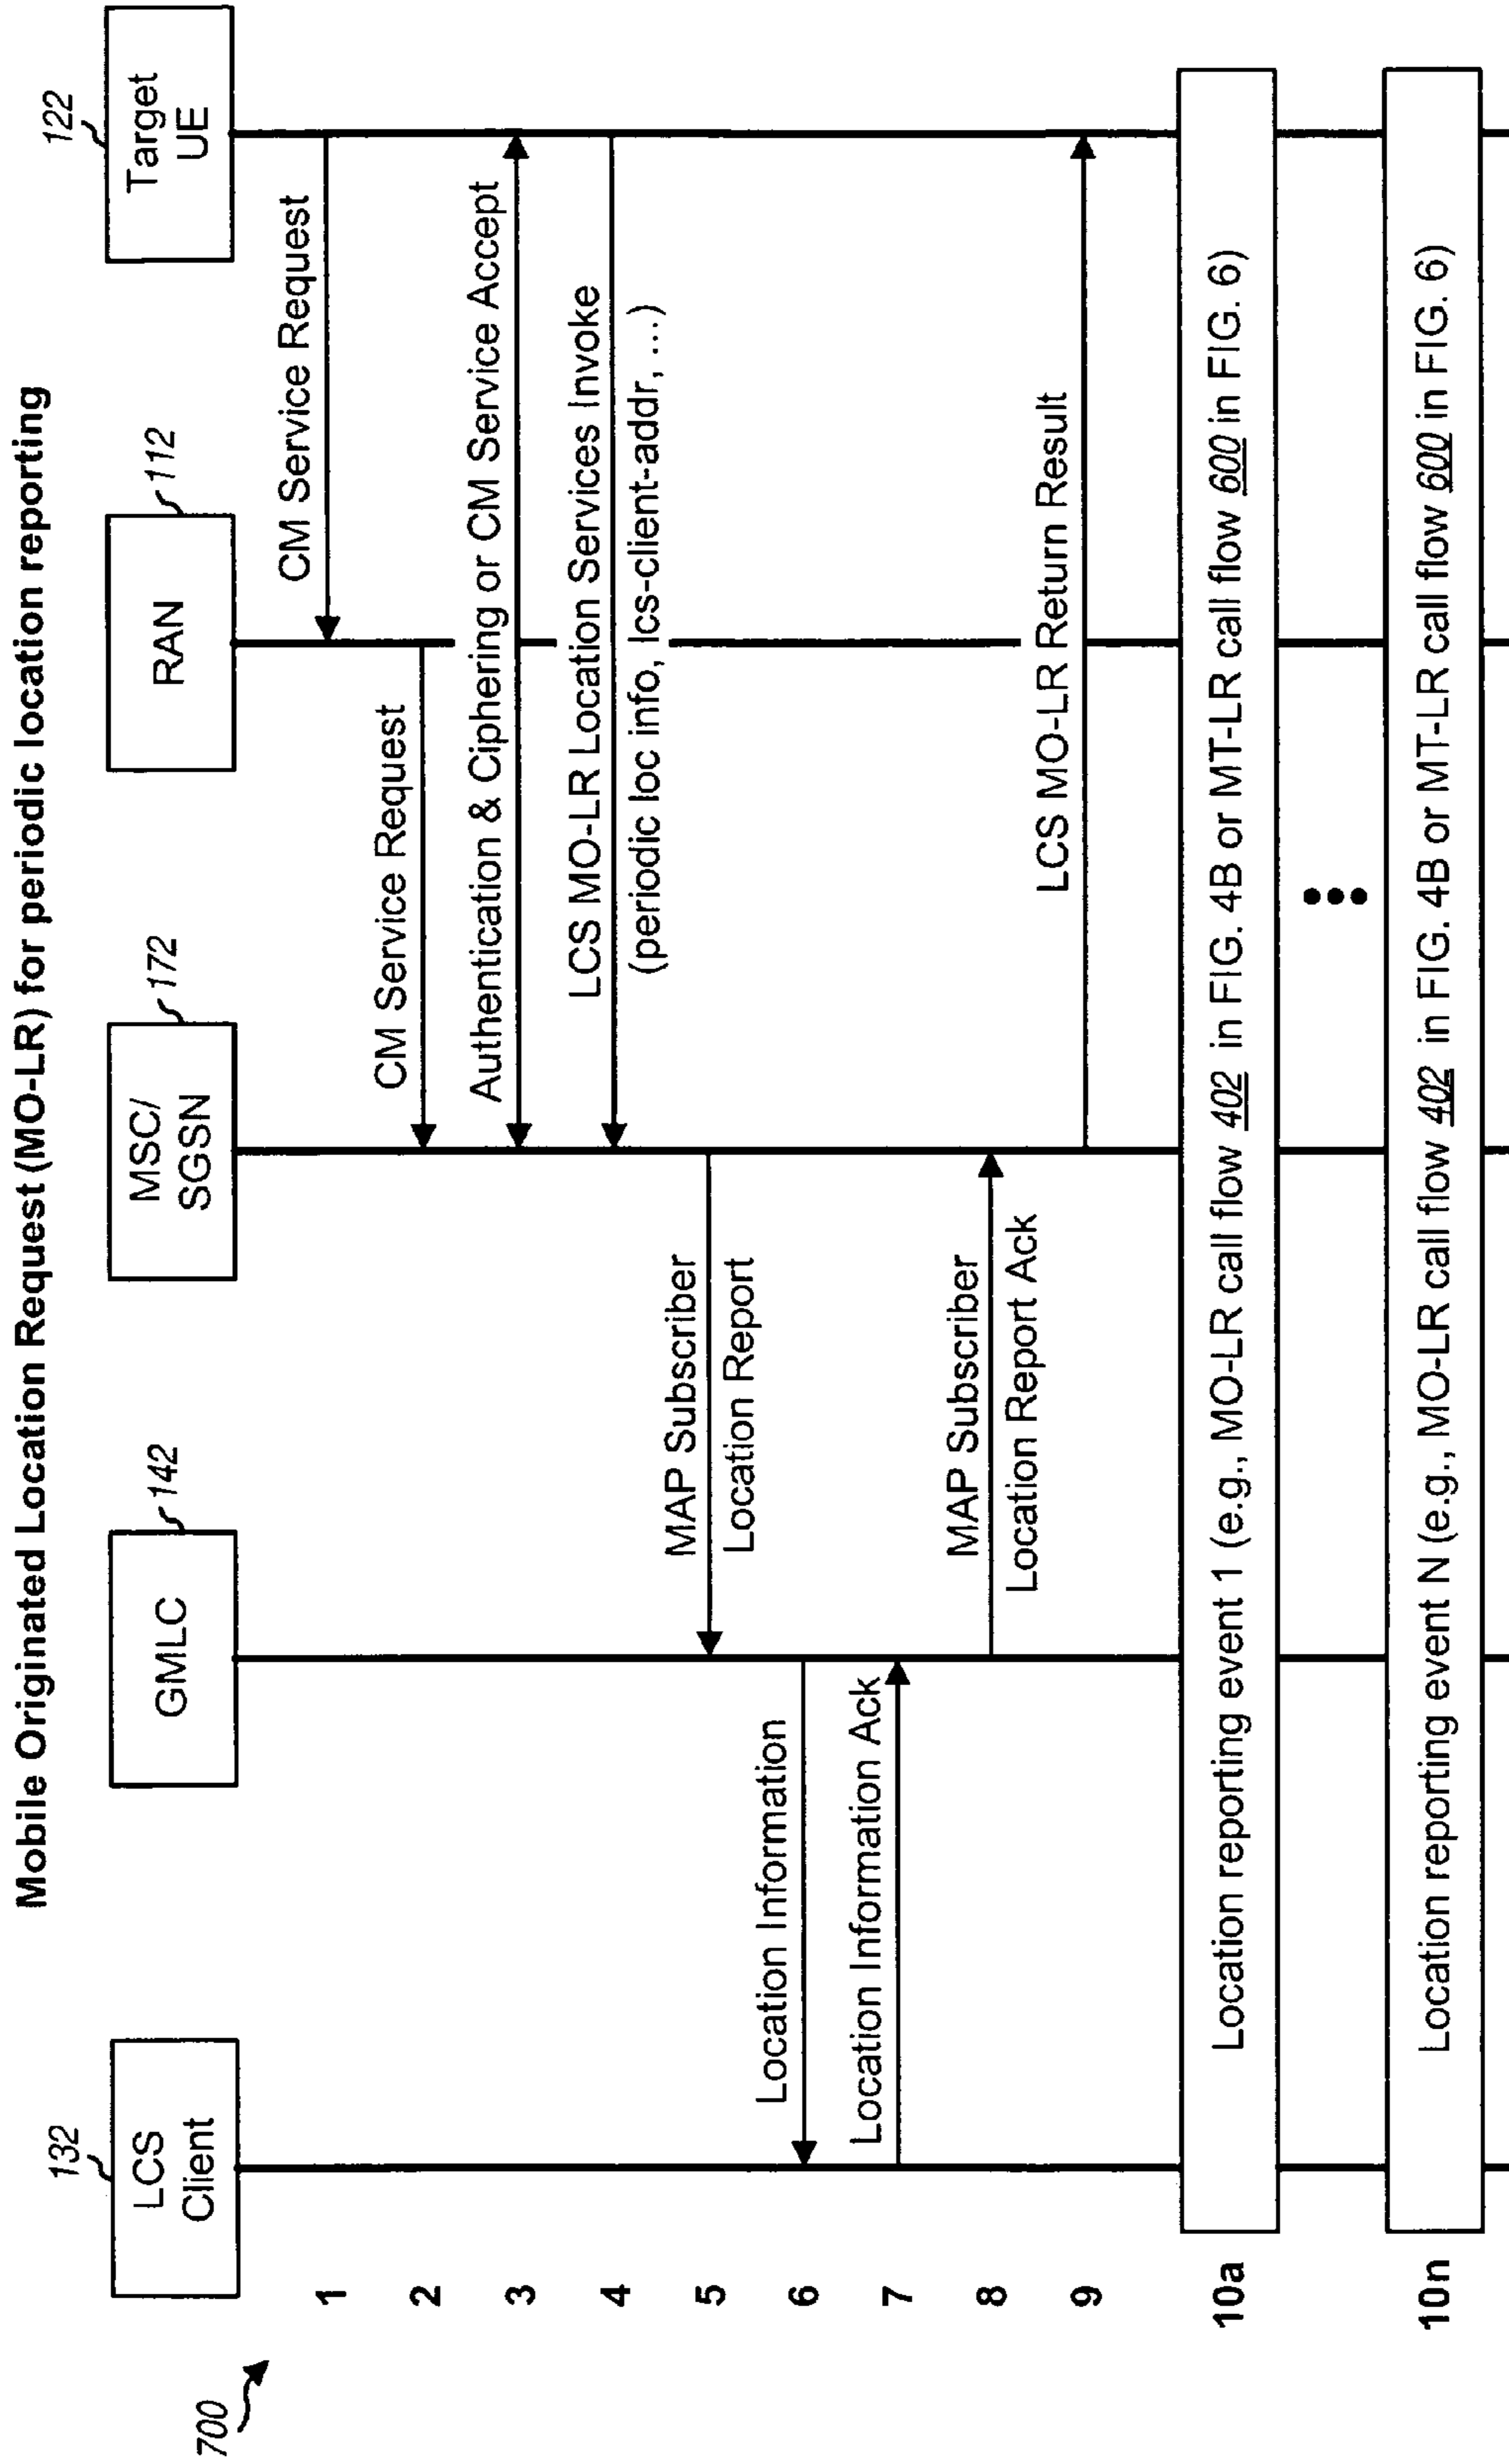 Mobile Originated Location Request (MO-LR) for periodic location reporting
700
132
142
172
112
122
LCS
Client
GMLC
MSC/
SGSN
RAN
Target
UE
1
CM Service Request
2
CM Service Request
3
Authentication & Ciphering or CM Service Accept
4
LCS MO-LR Location Services Invoke
(periodic loc info, lcs-client-addr, ...)
5
MAP Subscriber
Location Report
6
Location Information
7
Location Information Ack
8
MAP Subscriber
Location Report Ack
9
LCS MO-LR Return Result
10a
Location reporting event 1 (e.g., MO-LR call flow 402 in FIG. 4B or MT-LR call flow 600 in FIG. 6)
10n
Location reporting event N (e.g., MO-LR call flow 402 in FIG. 4B or MT-LR call flow 600 in FIG. 6)